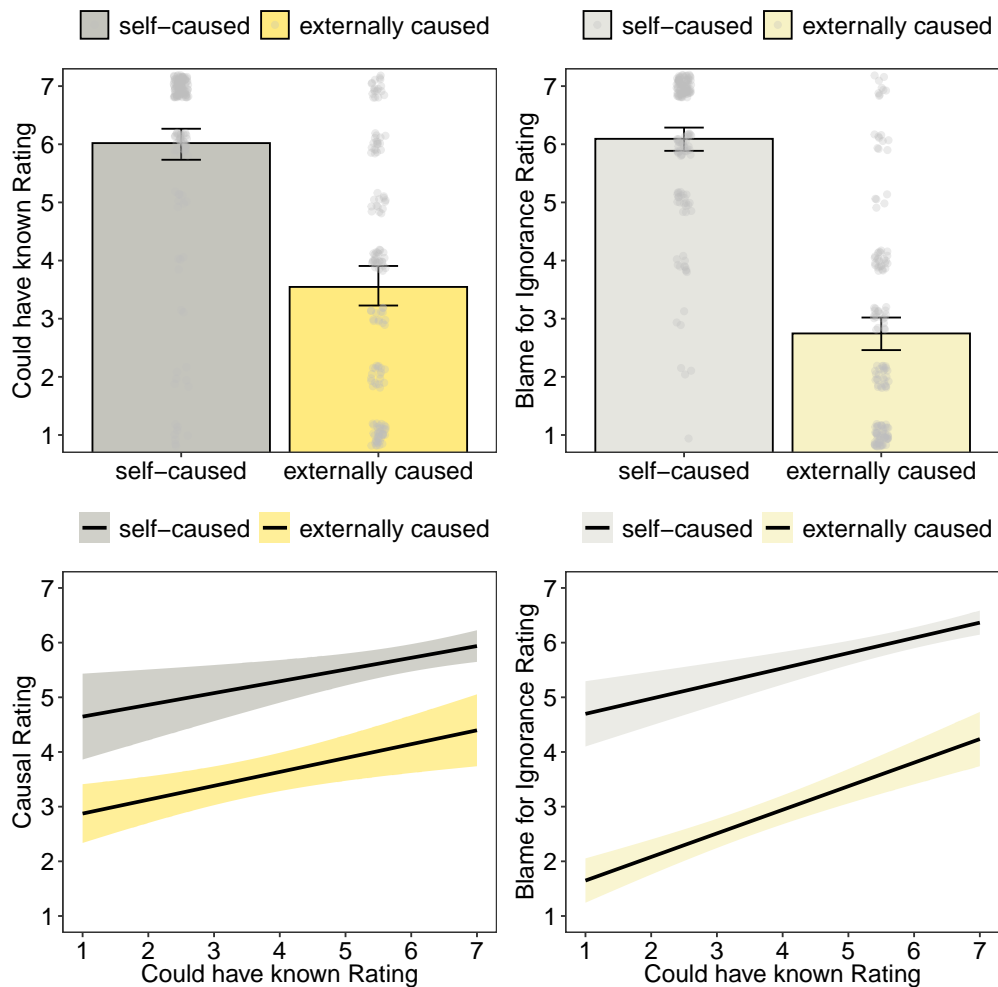 self−caused externally caused
Could have known Rating
7
6
5
4
3
2
1
self−caused externally caused
self−caused externally caused
Blame for Ignorance Rating
7
6
5
4
3
2
1
self−caused externally caused
self−caused externally caused
Causal Rating
7
6
5
4
3
2
1
1 2 3 4 5 6 7
Could have known Rating
self−caused externally caused
Blame for Ignorance Rating
7
6
5
4
3
2
1
1 2 3 4 5 6 7
Could have known Rating